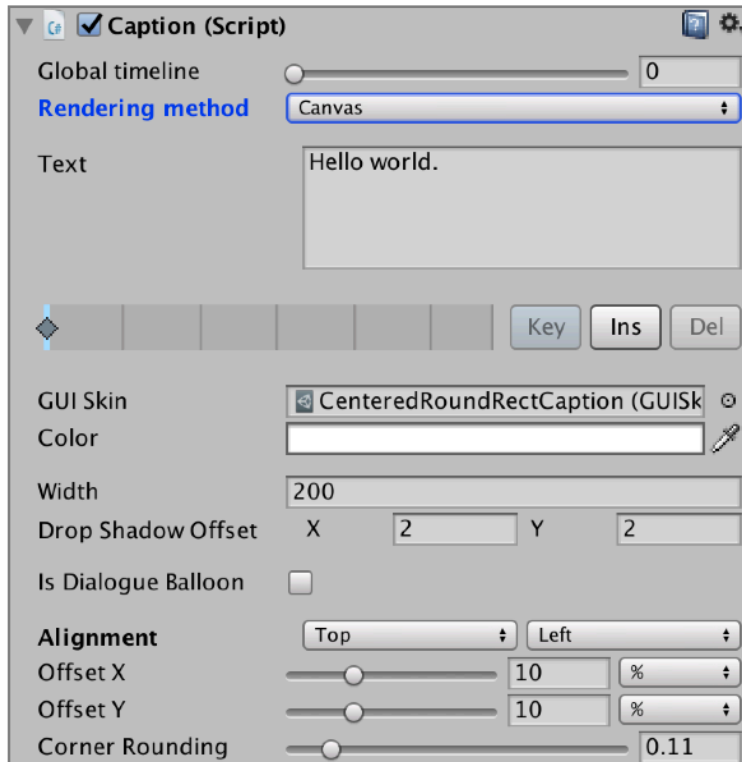 Caption (Script)
Global timeline 0
Rendering method Canvas
Text Hello world.
Key Ins Del
GUI Skin CenteredRoundRectCaption (GUISk
Color
Width 200
Drop Shadow Offset X 2 Y 2
Is Dialogue Balloon
Alignment Top Left
Offset X 10 %
Offset Y 10 %
Corner Rounding 0.11